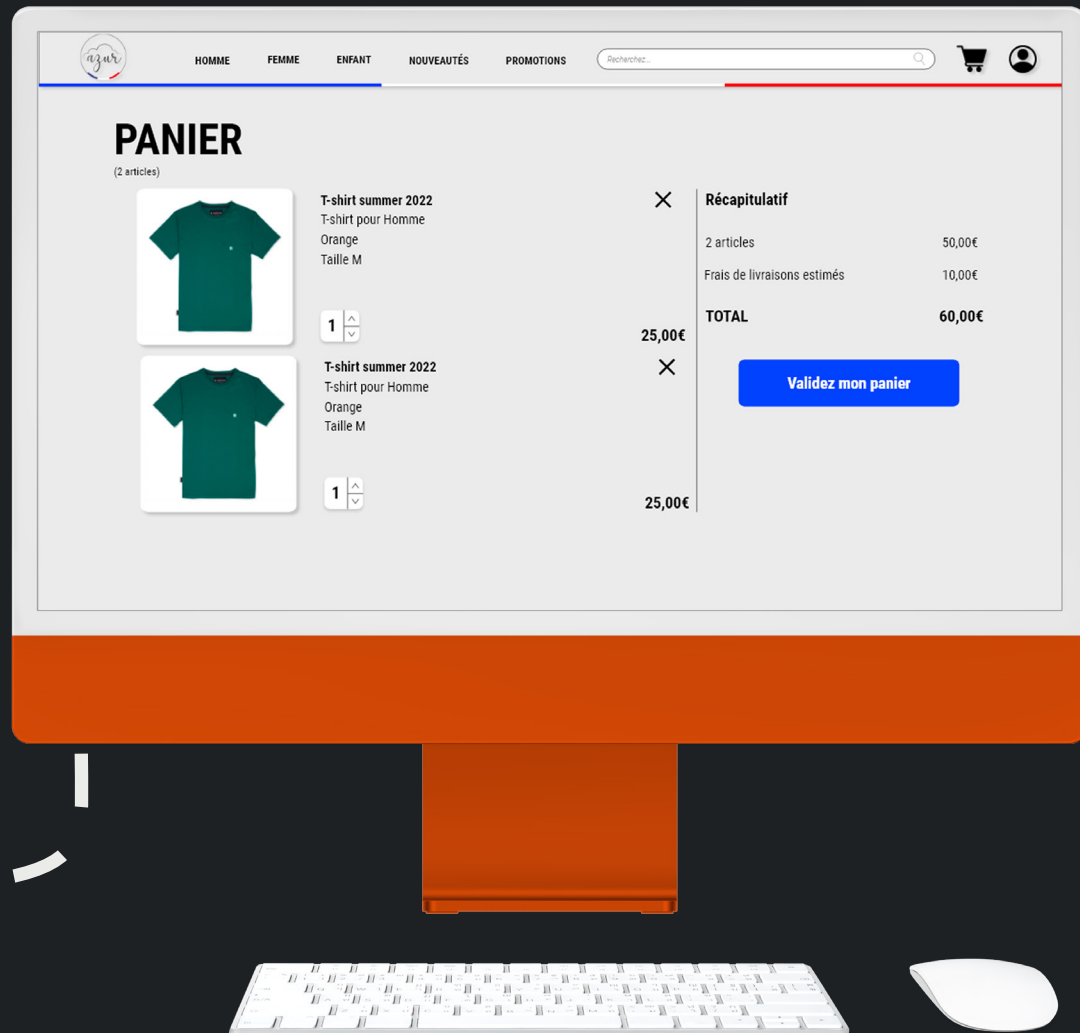 azur
HOMME FEMME ENFANT NOUVEAUTÉS PROMOTIONS Recherchez...
PANIER
(2 articles)
T-shirt summer 2022
T-shirt pour Homme
Orange
Taille M
1
25,00€
T-shirt summer 2022
T-shirt pour Homme
Orange
Taille M
1
25,00€
Récapitulatif
2 articles 50,00€
Frais de livraisons estimés 10,00€
TOTAL 60,00€
Validez mon panier